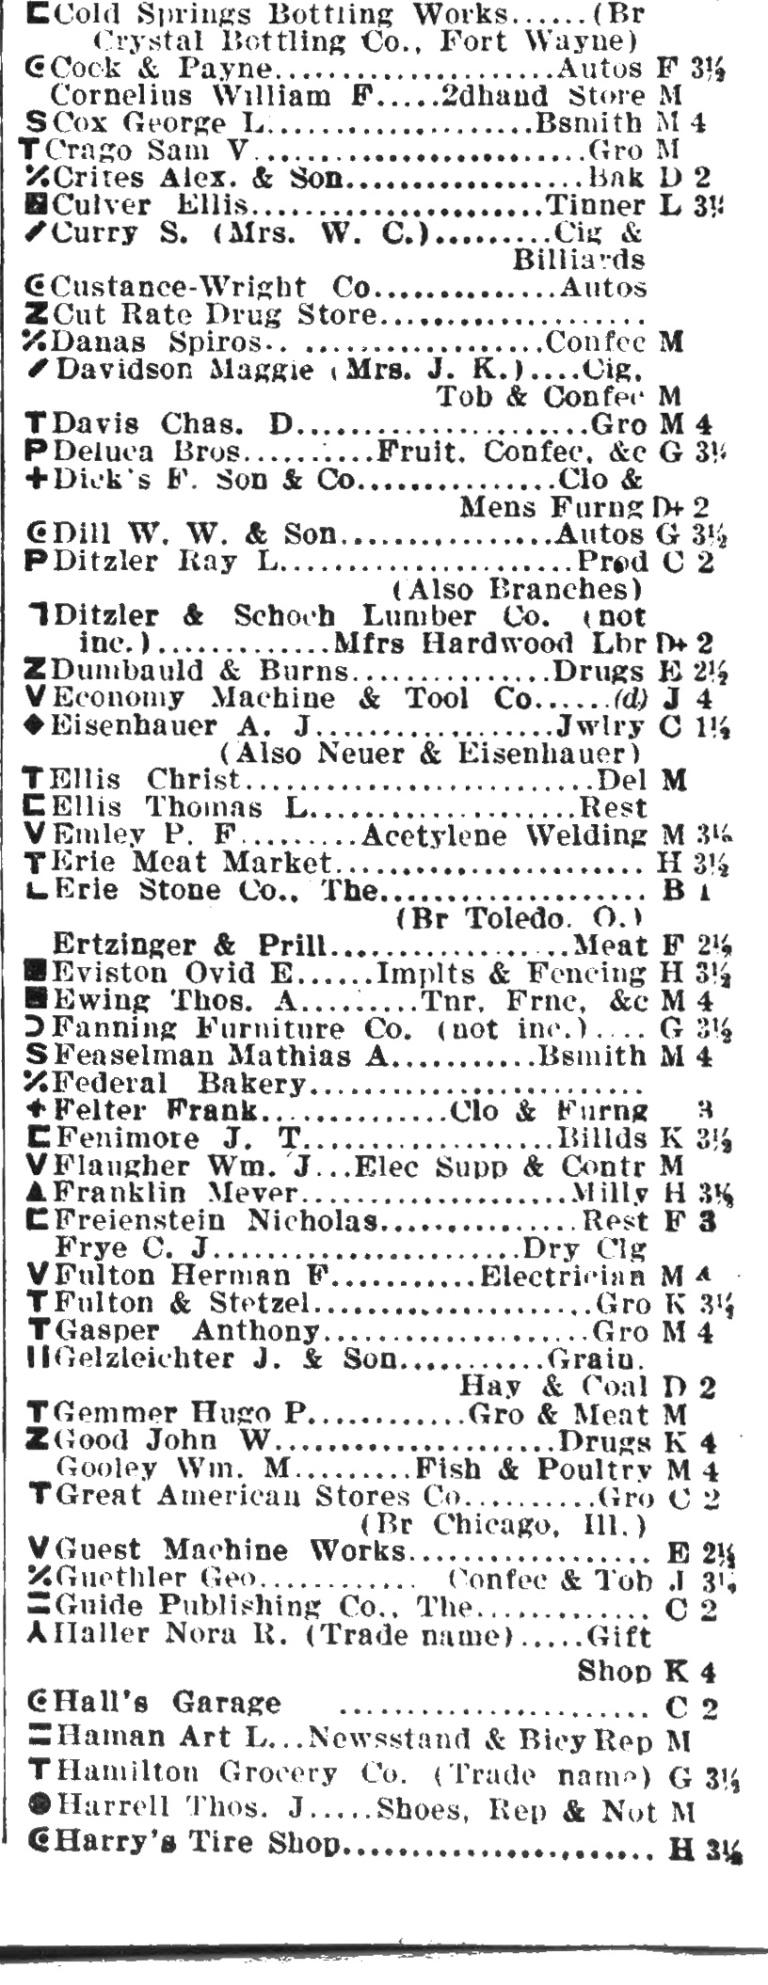 ⊏Cold Springs Bottling Works......(Br
Crystal Bottling Co., Fort Wayne)
Cock & Payne......................Autos F 3½
Cornelius William F.....2dhand Store M
S Cox George L....................Bsmith M 4
T Crago Sam V.........................Gro M
%Crites Alex. & Son..................Bak D 2
Culver Ellis......................Tinner L 3½
Curry S. (Mrs. W. C.).........Cig &
Billiards
Custance-Wright Co..............Autos
Z Cut Rate Drug Store....................
%Danas Spiros.. ..................Confec M
Davidson Maggie (Mrs. J. K.)....Cig,
Tob & Confec M
T Davis Chas. D......................Gro M 4
P Deluca Bros..........Fruit, Confec, &c G 3½
+Dick's F. Son & Co...............Clo &
Mens Furng D+ 2
Dill W. W. & Son................Autos G 3½
P Ditzler Ray L......................Prod C 2
(Also Branches)
Ditzler & Schoch Lumber Co. (not
inc.).............Mfrs Hardwood Lbr D+ 2
Z Dumbauld & Burns...............Drugs E 2½
V Economy Machine & Tool Co......(d) J 4
◆Eisenhauer A. J..................Jwlry C 1½
(Also Neuer & Eisenhauer)
T Ellis Christ..........................Del M
⊏Ellis Thomas L....................Rest
V Emley P. F.........Acetylene Welding M 3½
T Erie Meat Market....................... H 3½
Erie Stone Co., The.................... B 1
(Br Toledo, O.)
Ertzinger & Prill..................Meat F 2½
■Eviston Ovid E......Implts & Fencing H 3½
■Ewing Thos. A.........Tnr, Frnc, &c M 4
Fanning Furniture Co. (not inc.).... G 3½
S Feaselman Mathias A...........Bsmith M 4
%Federal Bakery.........................
+Felter Frank..............Clo & Furng 3
⊏Fenimore J. T...................Billds K 3½
V Flaugher Wm. J...Elec Supp & Contr M
▲Franklin Meyer....................Milly H 3½
⊏Freienstein Nicholas...............Rest F 3
Frye C. J.......................Dry Clg
V Fulton Herman F...........Electrician M 4
T Fulton & Stetzel.....................Gro K 3½
T Gasper Anthony....................Gro M 4
Gelzleichter J. & Son...........Grain,
Hay & Coal D 2
T Gemmer Hugo P............Gro & Meat M
Z Good John W.....................Drugs K 4
Gooley Wm. M.........Fish & Poultry M 4
T Great American Stores Co..........Gro C 2
(Br Chicago, Ill.)
V Guest Machine Works.................. E 2½
%Guethler Geo............ Confec & Tob J 3½
Guide Publishing Co., The............. C 2
Haller Nora R. (Trade name).....Gift
Shop K 4
Hall's Garage ....................... C 2
Haman Art L...Newsstand & Bicy Rep M
T Hamilton Grocery Co. (Trade name) G 3½
●Harrell Thos. J.....Shoes, Rep & Not M
Harry's Tire Shop........................ H 3½